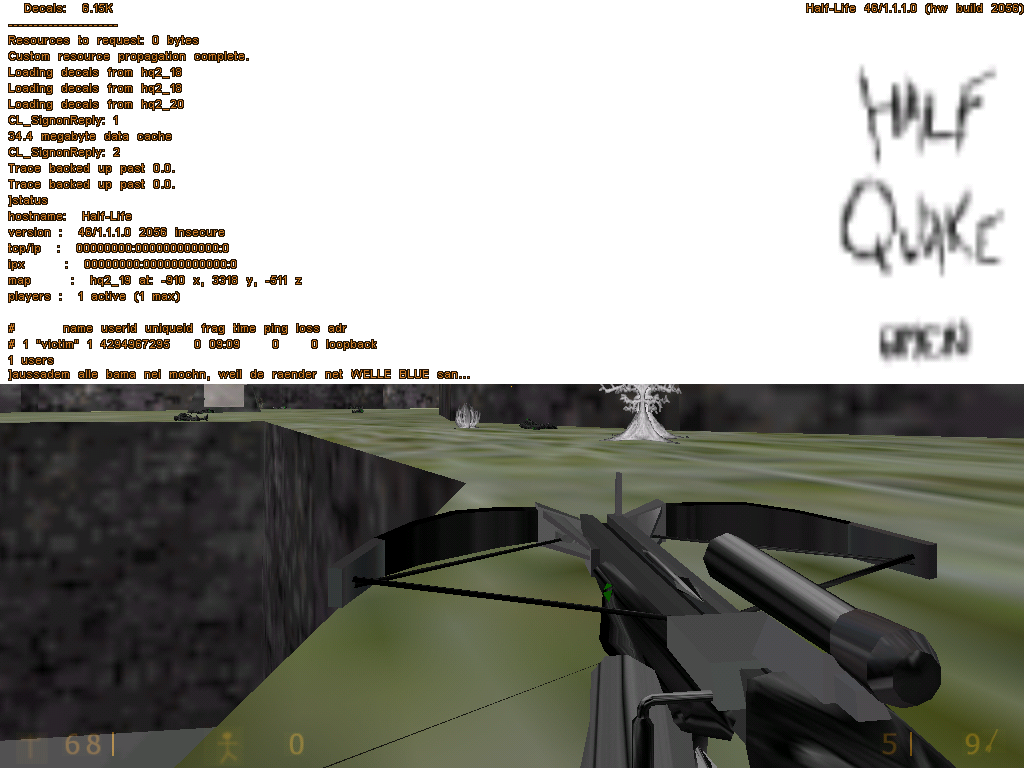 Decals: 6.15K
Half-Life 46/1.1.1.0 (hw build 2056)
----------------------
Resources to request: 0 bytes
Custom resource propagation complete.
Loading decals from hq2_18
Loading decals from hq2_18
Loading decals from hq2_20
CL_SignonReply: 1
34.4 megabyte data cache
CL_SignonReply: 2
Trace backed up past 0.0.
Trace backed up past 0.0.
]status
hostname: Half-Life
version : 46/1.1.1.0 2056 insecure
tcp/ip : 00000000:000000000000:0
ipx : 00000000:000000000000:0
map : hq2_19 at: -910 x, 3318 y, -511 z
players : 1 active (1 max)
# name userid uniqueid frag time ping loss adr
# 1 "victim" 1 4294967295 0 09:09 0 0 loopback
1 users
]aussadem alle bama nei mochn, weil de raender net WELLE BLUE san...
HALF
QUAKE
AMEN
68
0
5
9